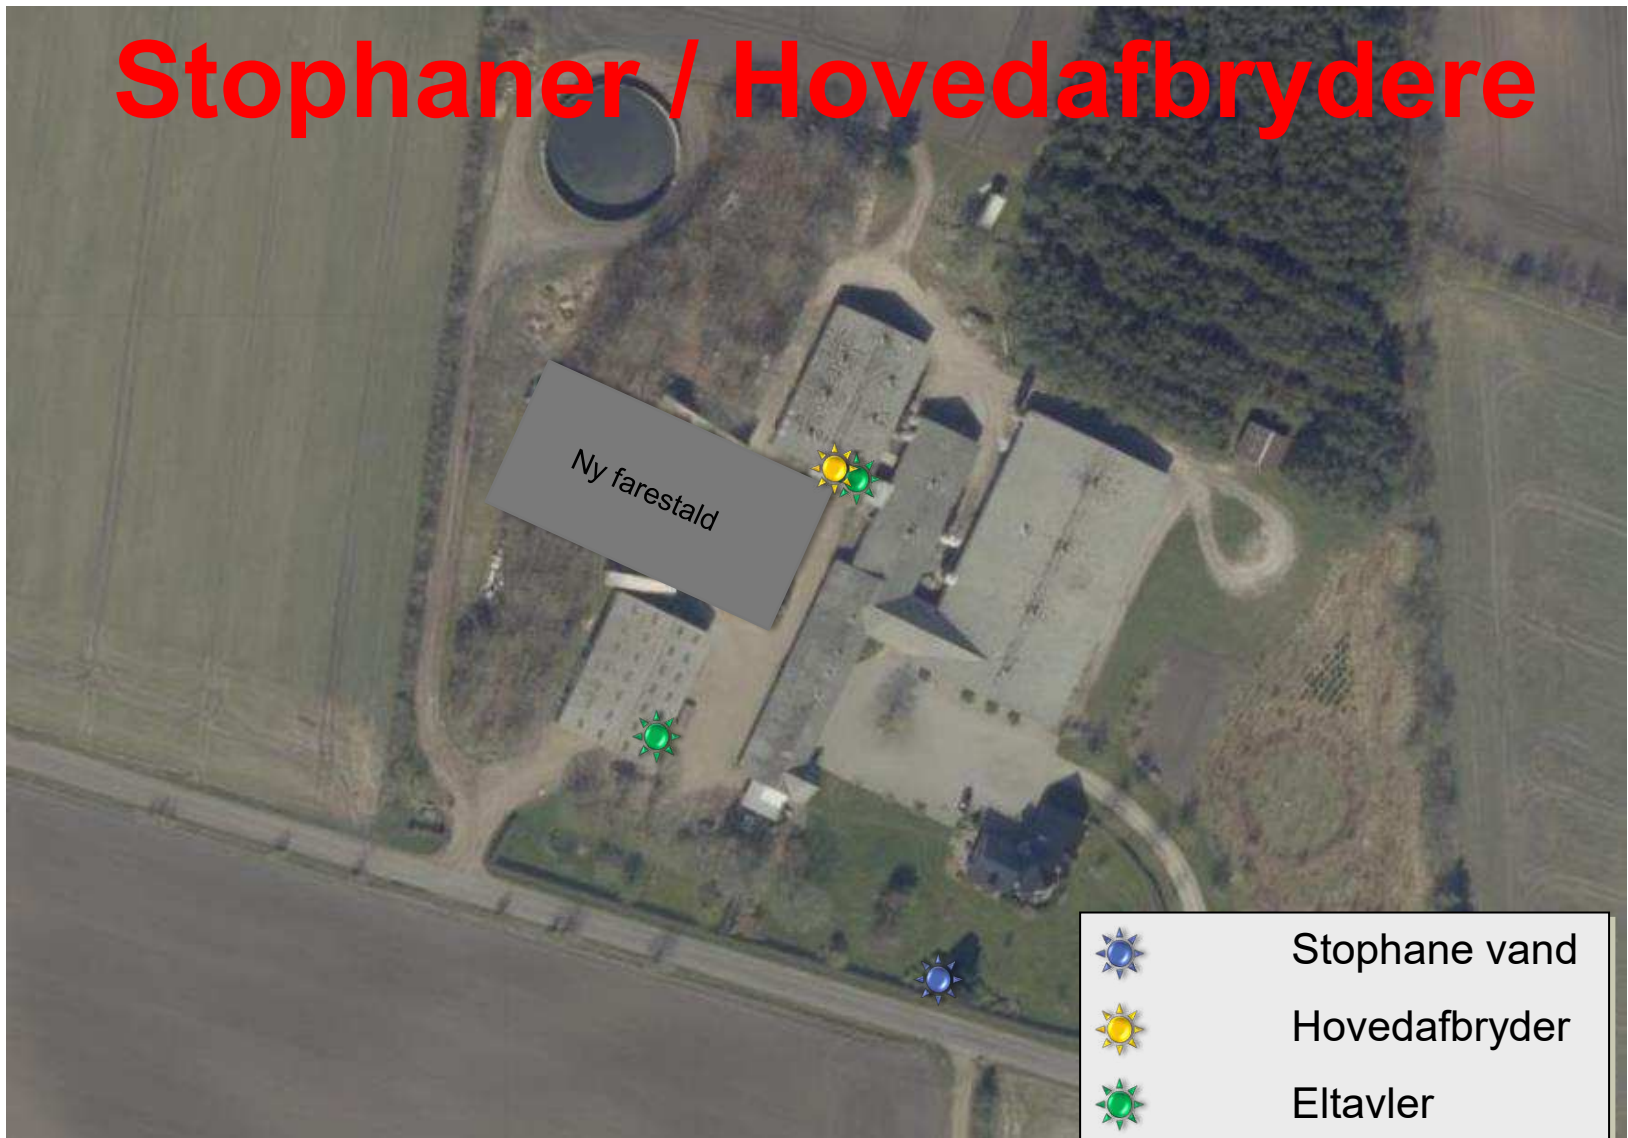 Stophaner / Hovedafbrydere
Ny farestald
Stophane vand
Hovedafbryder
Eltavler